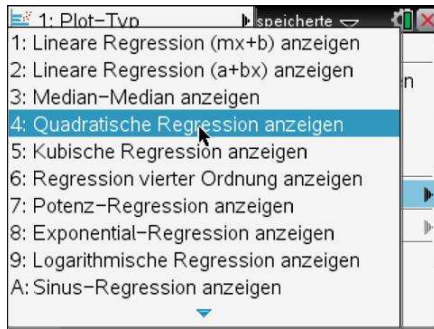 1: Plot-Typ speicherte
1: Lineare Regression (mx+b) anzeigen
2: Lineare Regression (a+bx) anzeigen
3: Median-Median anzeigen
4: Quadratische Regression anzeigen
5: Kubische Regression anzeigen
6: Regression vierter Ordnung anzeigen
7: Potenz-Regression anzeigen
8: Exponential-Regression anzeigen
9: Logarithmische Regression anzeigen
A: Sinus-Regression anzeigen